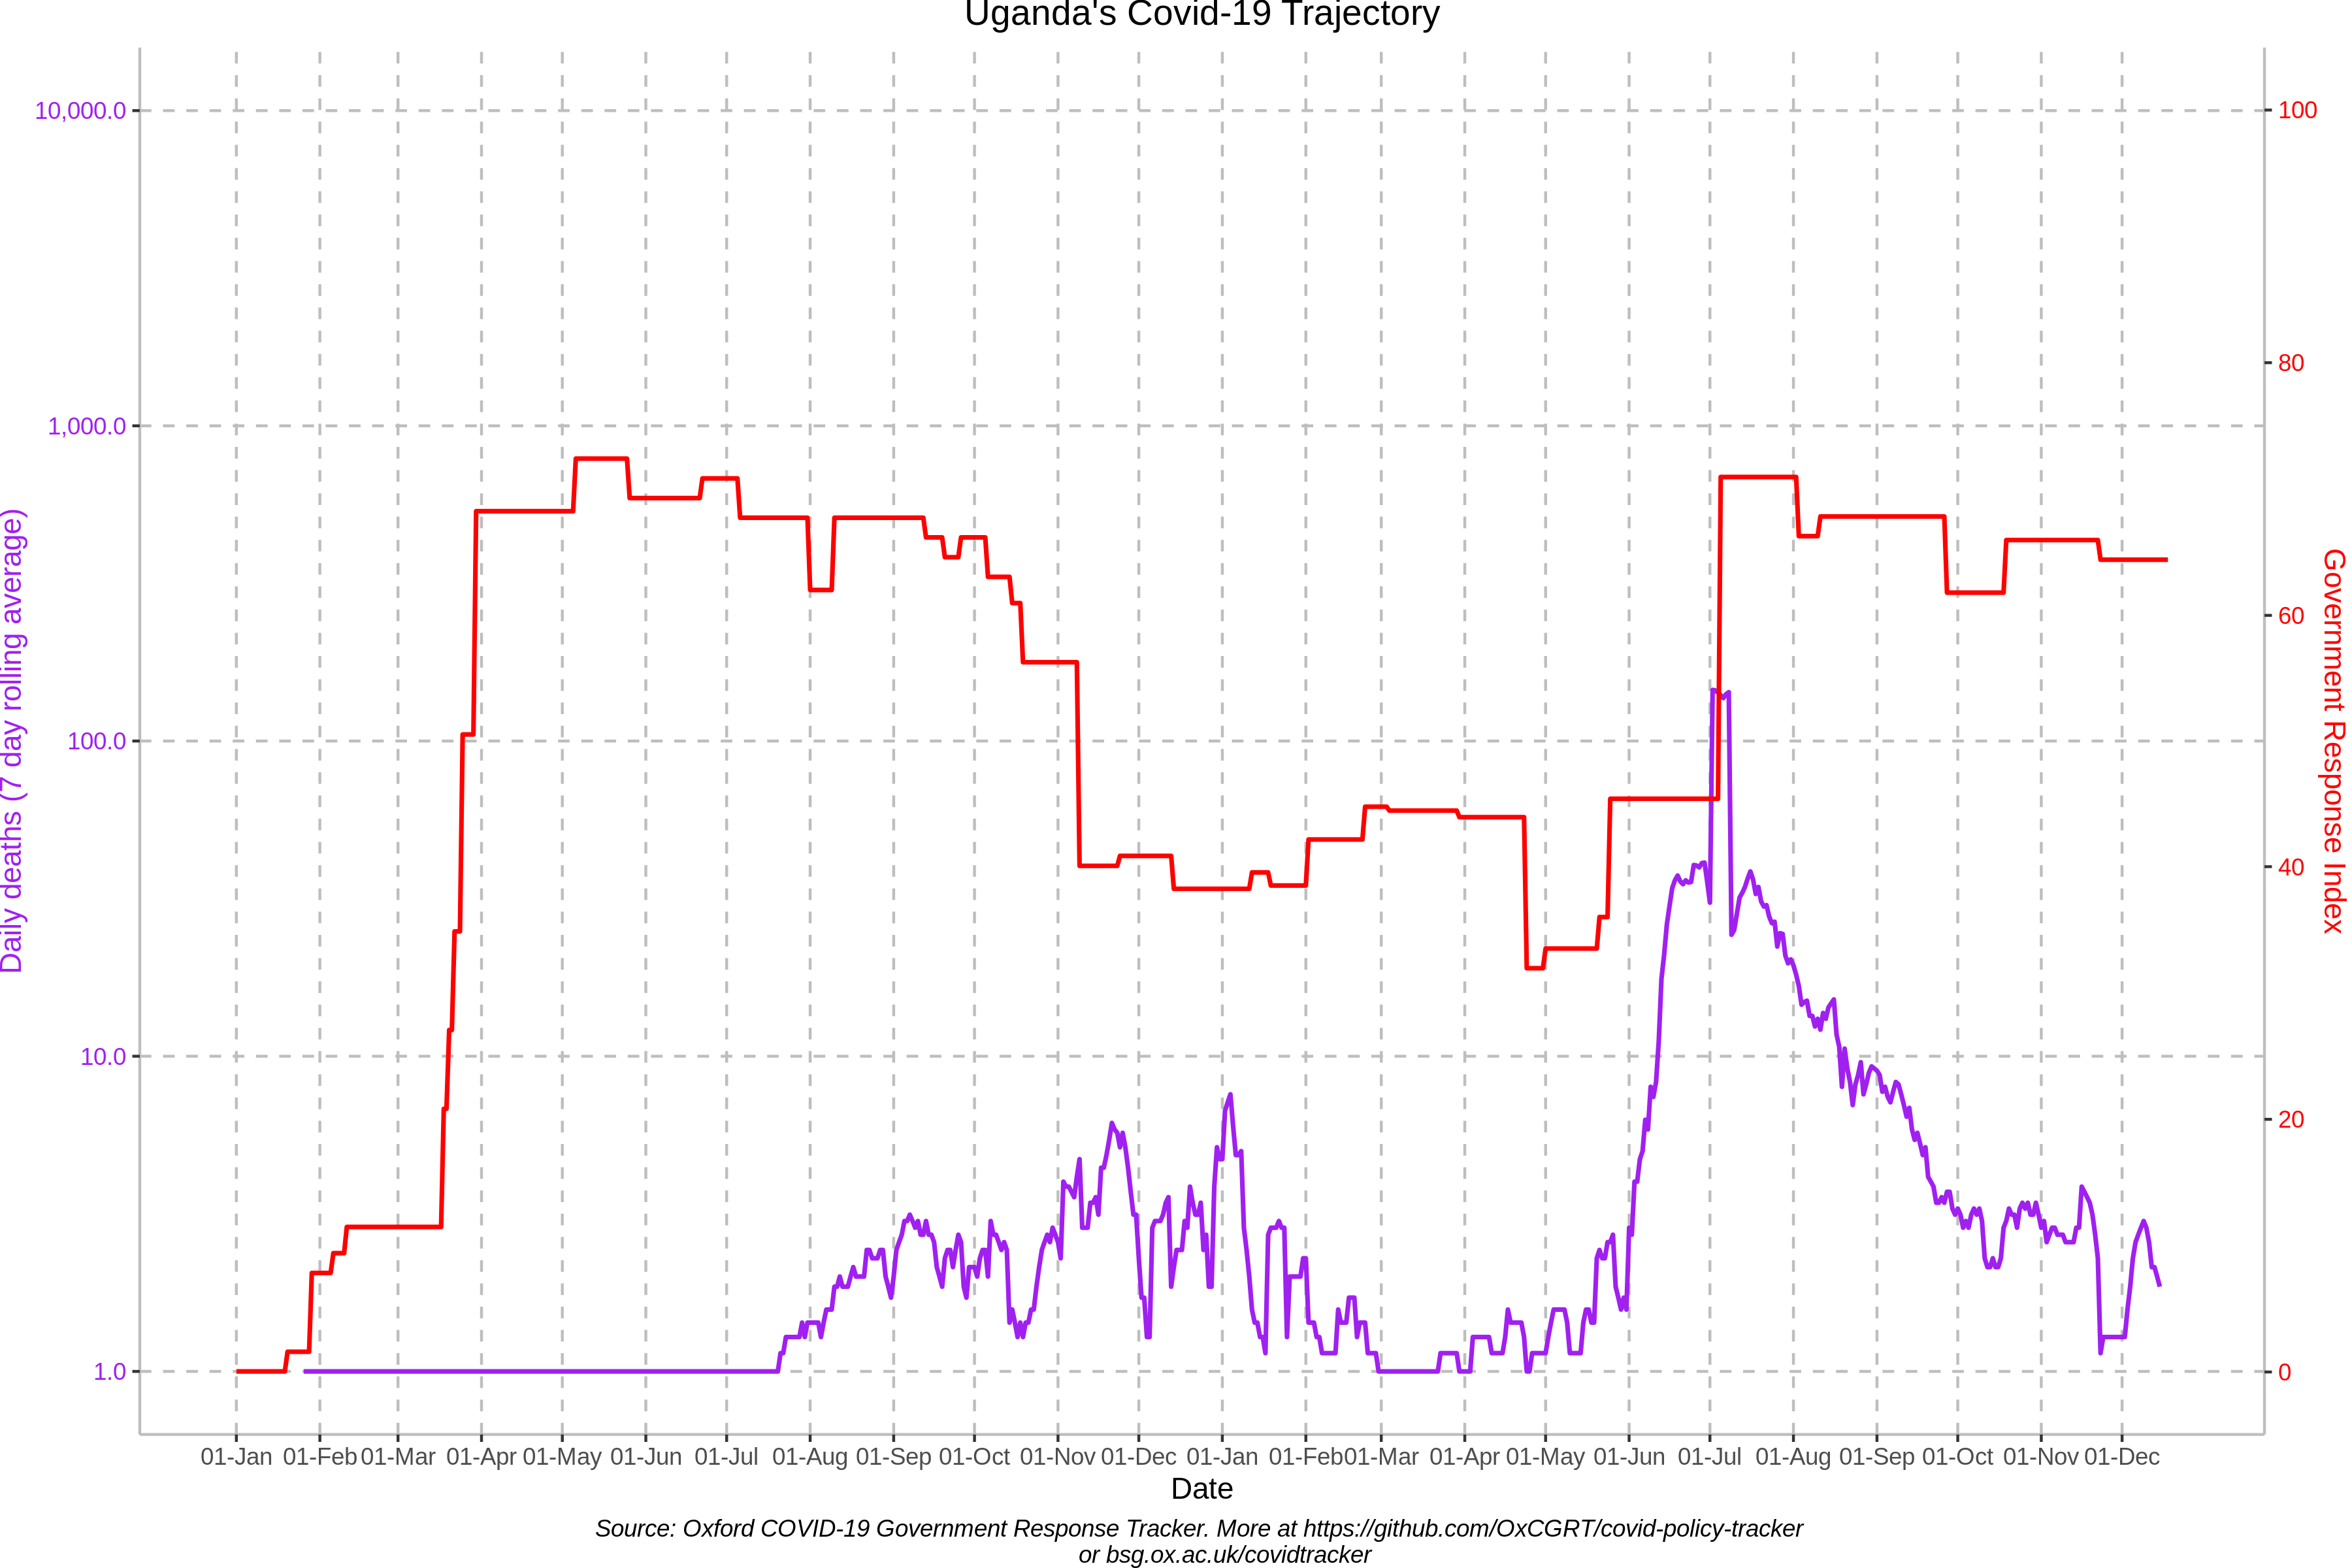 Uganda's Covid-19 Trajectory
10,000.0
1,000.0
100.0
10.0
1.0
Daily deaths (7 day rolling average)
100
80
60
40
20
0
Government Response Index
01-Jan 01-Feb 01-Mar 01-Apr 01-May 01-Jun 01-Jul 01-Aug 01-Sep 01-Oct 01-Nov 01-Dec 01-Jan 01-Feb 01-Mar 01-Apr 01-May 01-Jun 01-Jul 01-Aug 01-Sep 01-Oct 01-Nov 01-Dec
Date
Source: Oxford COVID-19 Government Response Tracker. More at https://github.com/OxCGRT/covid-policy-tracker
or bsg.ox.ac.uk/covidtracker